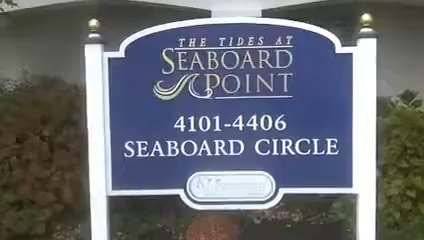 THE TIDES AT
SEABOARD
POINT
4101-4406
SEABOARD CIRCLE